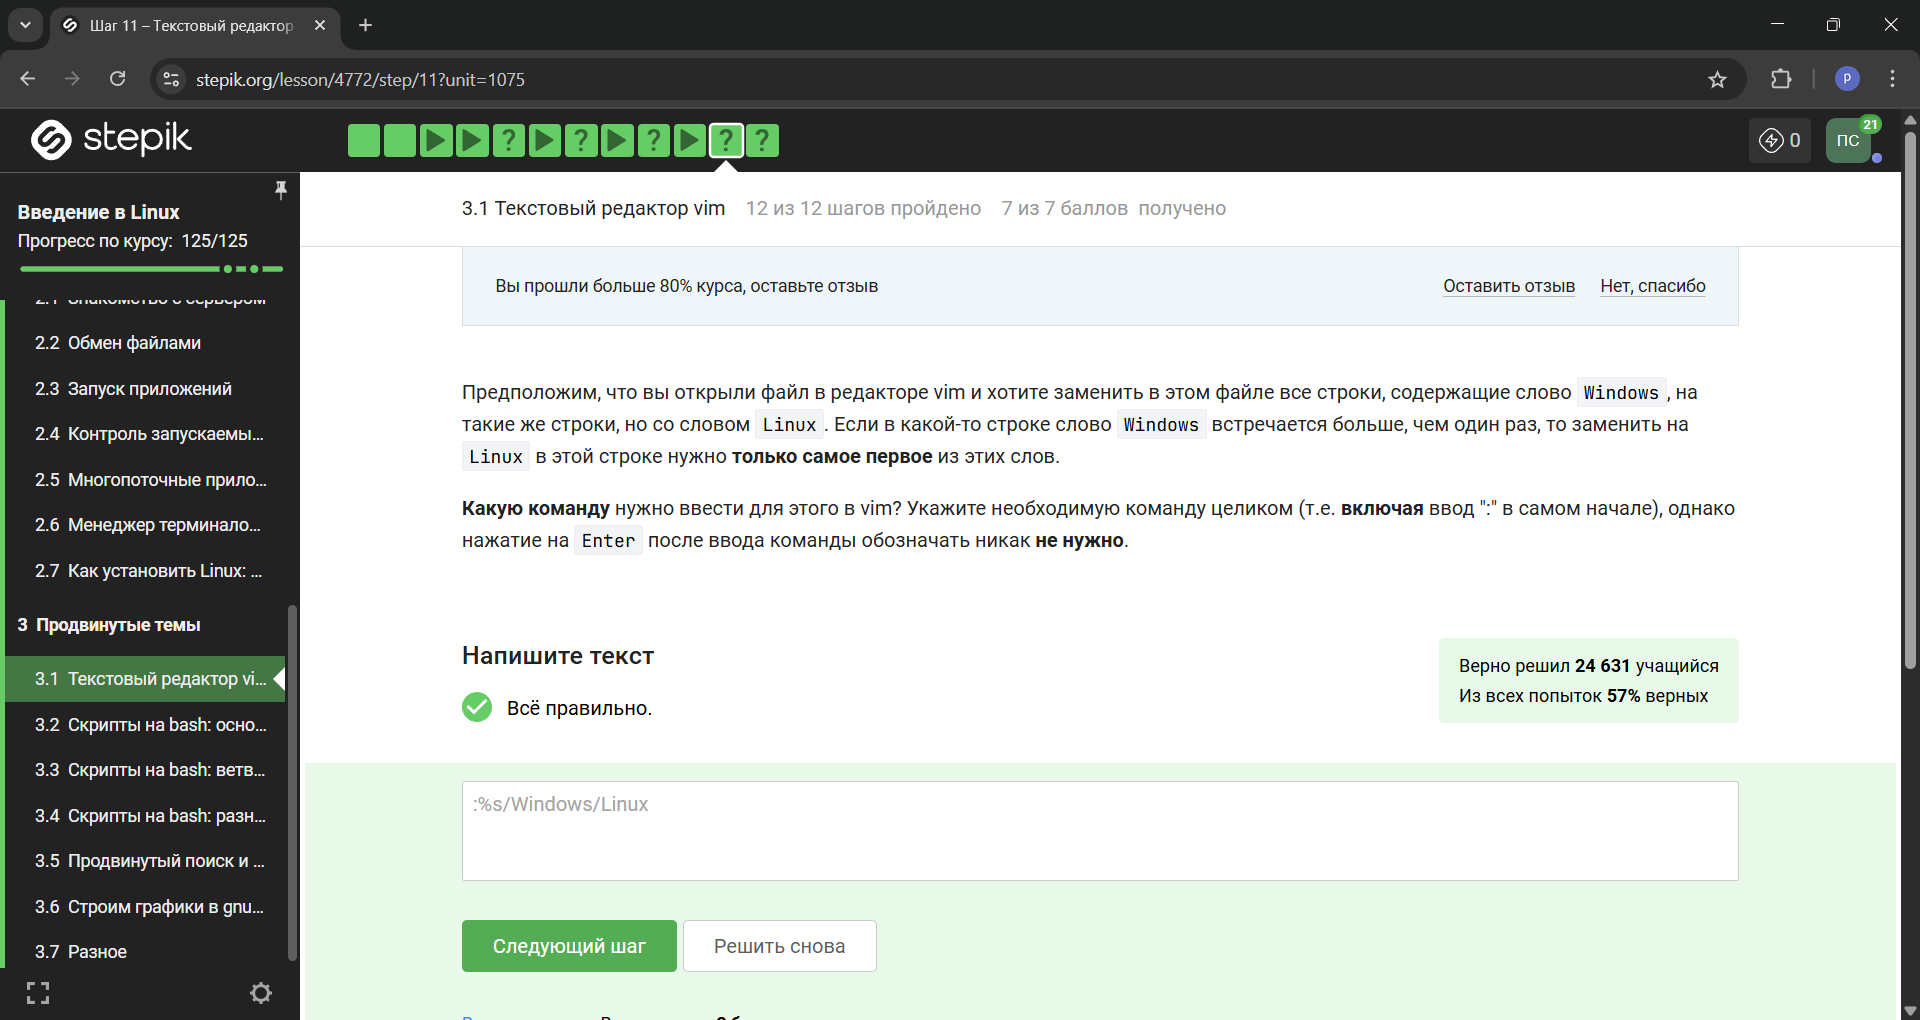 Шаг 11 – Текстовый редактор
stepik.org/lesson/4772/step/11?unit=1075
P
stepik
? ? ? ? ?
0
ПС
21
Введение в Linux
Прогресс по курсу: 125/125
2.1 Знакомство с сервером
2.2 Обмен файлами
2.3 Запуск приложений
2.4 Контроль запускаемы...
2.5 Многопоточные прило...
2.6 Менеджер терминало...
2.7 Как установить Linux: ...
3 Продвинутые темы
3.1 Текстовый редактор vi...
3.2 Скрипты на bash: осно...
3.3 Скрипты на bash: ветв...
3.4 Скрипты на bash: разн...
3.5 Продвинутый поиск и ...
3.6 Строим графики в gnu...
3.7 Разное
3.1 Текстовый редактор vim 12 из 12 шагов пройдено 7 из 7 баллов получено
Вы прошли больше 80% курса, оставьте отзыв Оставить отзыв Нет, спасибо
Предположим, что вы открыли файл в редакторе vim и хотите заменить в этом файле все строки, содержащие слово Windows , на
такие же строки, но со словом Linux . Если в какой-то строке слово Windows встречается больше, чем один раз, то заменить на
Linux в этой строке нужно только самое первое из этих слов.
Какую команду нужно ввести для этого в vim? Укажите необходимую команду целиком (т.е. включая ввод ":" в самом начале), однако
нажатие на Enter после ввода команды обозначать никак не нужно.
Напишите текст
Всё правильно.
Верно решил 24 631 учащийся
Из всех попыток 57% верных
:%s/Windows/Linux
Следующий шаг
Решить снова